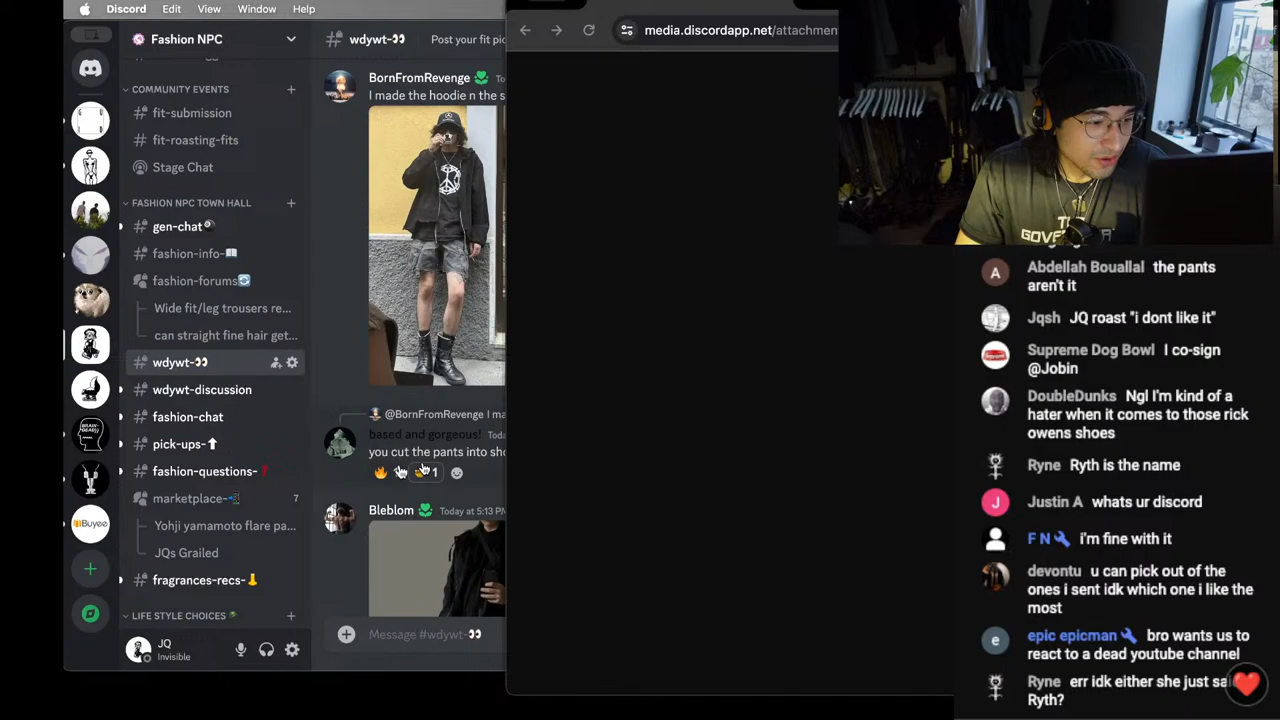 Discord Edit View Window Help
Fashion NPC
COMMUNITY EVENTS
fit-submission
fit-roasting-fits
Stage Chat
FASHION NPC TOWN HALL
gen-chat
fashion-info-
fashion-forums
Wide fit/leg trousers re...
can straight fine hair get...
wdywt-
wdywt-discussion
fashion-chat
pick-ups-
fashion-questions-
marketplace- 7
Yohji yamamoto flare pa...
JQs Grailed
fragrances-recs-
LIFE STYLE CHOICES
JQ
Invisible
Buyee
wdywt- Post your fit pic
BornFromRevenge
I made the hoodie n the s
@BornFromRevenge I ma
based and gorgeous! Toda
you cut the pants into sho
1
Bleblom Today at 5:13 PM
Message #wdywt-
media.discordapp.net/attachmen
Abdellah Bouallal the pants
aren't it
Jqsh JQ roast "i dont like it"
Supreme Dog Bowl I co-sign
@Jobin
DoubleDunks Ngl I'm kind of
a hater when it comes to those rick
owens shoes
Ryne Ryth is the name
Justin A whats ur discord
F N i'm fine with it
devontu u can pick out of the
ones i sent idk which one i like the
most
epic epicman bro wants us to
react to a dead youtube channel
Ryne err idk either she just sai
Ryth?